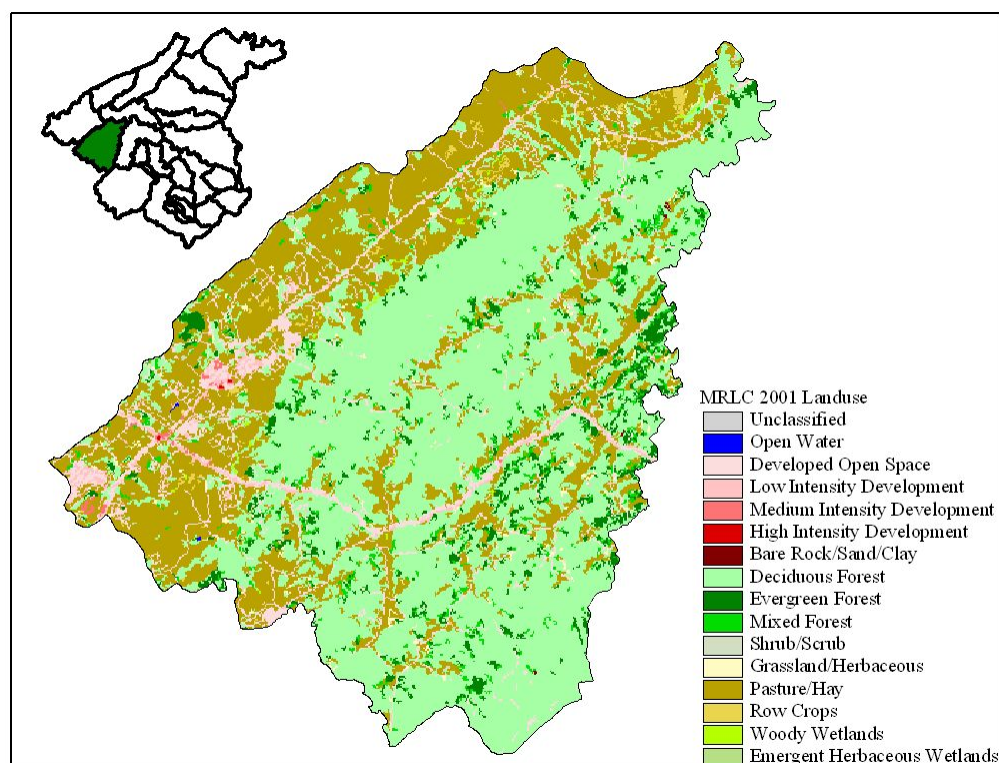 MRLC 2001 Landuse
Unclassified
Open Water
Developed Open Space
Low Intensity Development
Medium Intensity Development
High Intensity Development
Bare Rock/Sand/Clay
Deciduous Forest
Evergreen Forest
Mixed Forest
Shrub/Scrub
Grassland/Herbaceous
Pasture/Hay
Row Crops
Woody Wetlands
Emergent Herbaceous Wetlands